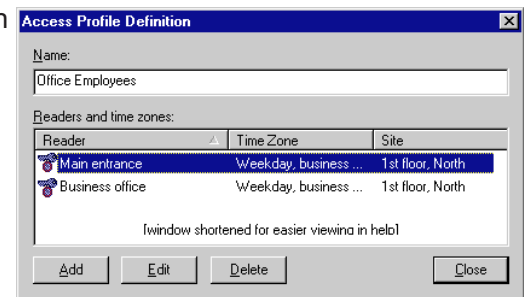 n
Access Profile Definition
Name:
Office Employees
Readers and time zones:
Reader Time Zone Site
Main entrance Weekday, business ... 1st floor, North
Business office Weekday, business ... 1st floor, North
[window shortened for easier viewing in help]
Add Edit Delete Close